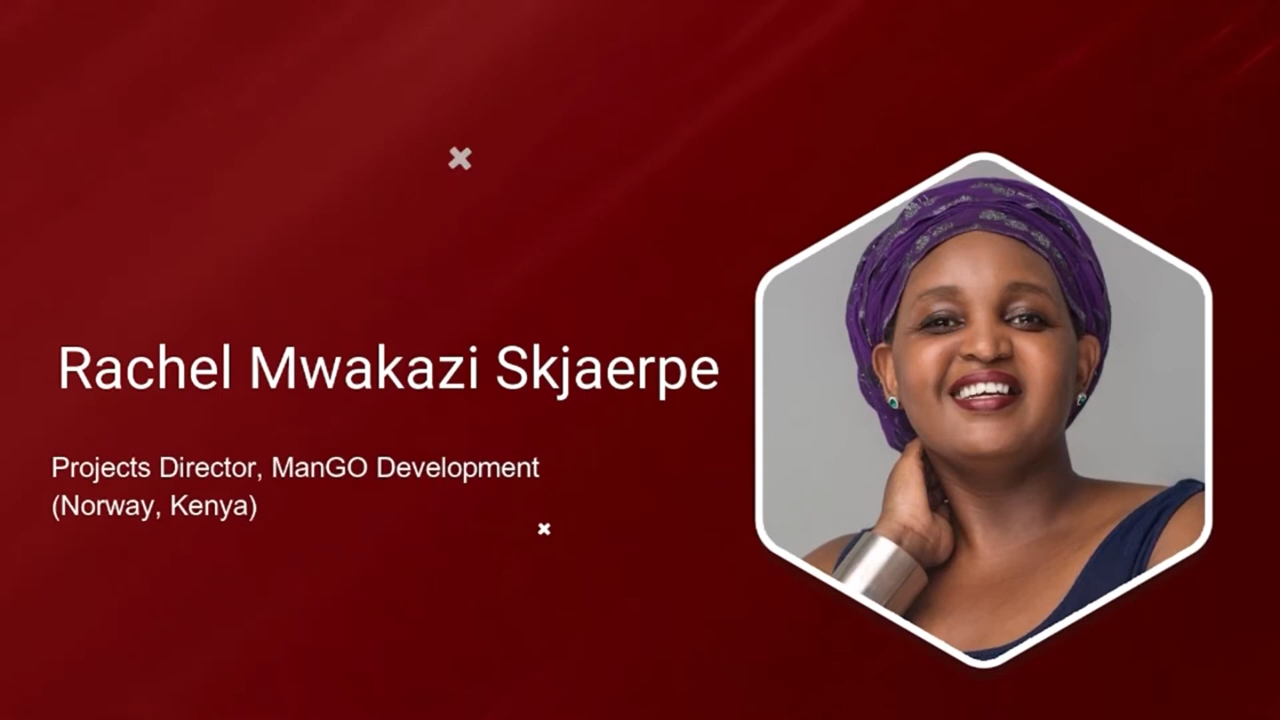 Rachel Mwakazi Skjaerpe
Projects Director, ManGO Development
(Norway, Kenya)